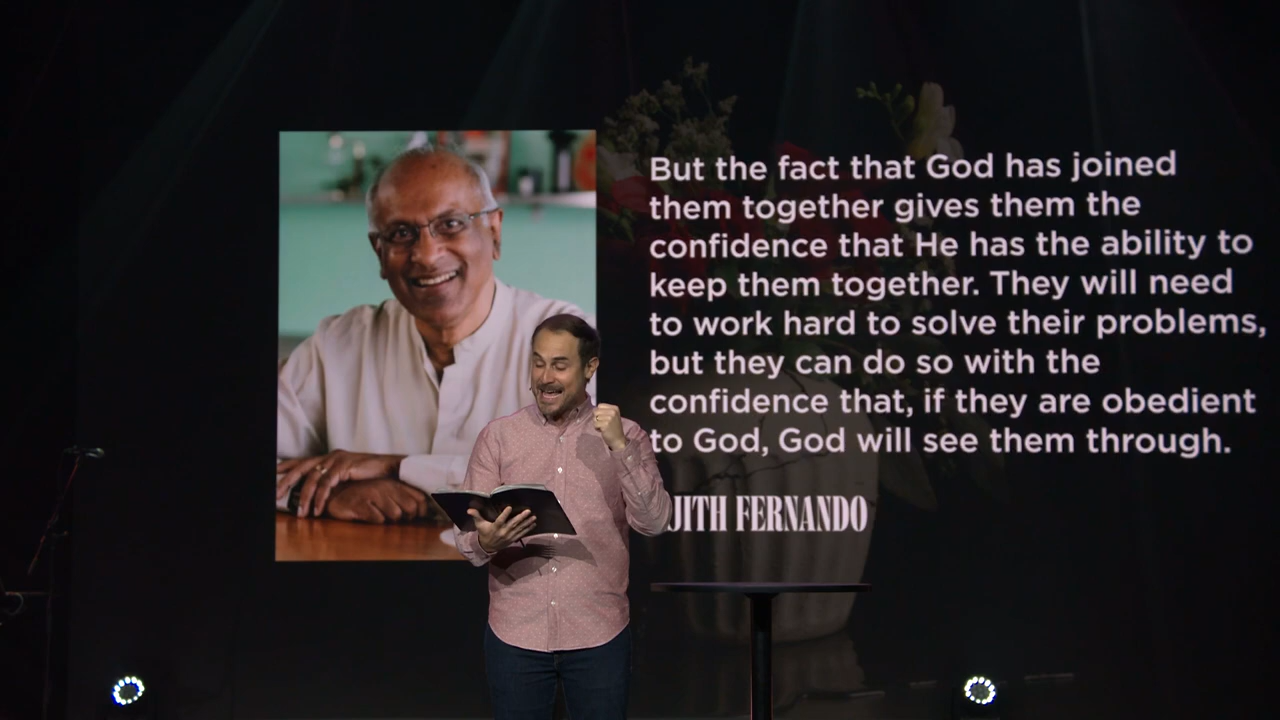 But the fact that God has joined
them together gives them the
confidence that He has the ability to
keep them together. They will need
to work hard to solve their problems,
but they can do so with the
confidence that, if they are obedient
to God, God will see them through.
JITH FERNANDO